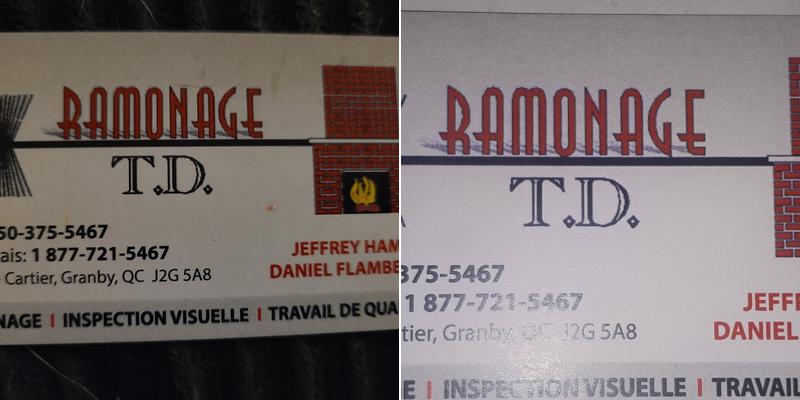 RAMONAGE
T.D.
50-375-5467
ais: 1 877-721-5467
Cartier, Granby, QC J2G 5A8
JEFFREY HAM
DANIEL FLAMBE
NAGE | INSPECTION VISUELLE | TRAVAIL DE QUA
RAMONAGE
T.D.
375-5467
1 877-721-5467
tier, Granby, QC J2G 5A8
JEFF
DANIEL
E | INSPECTION VISUELLE | TRAVAIL